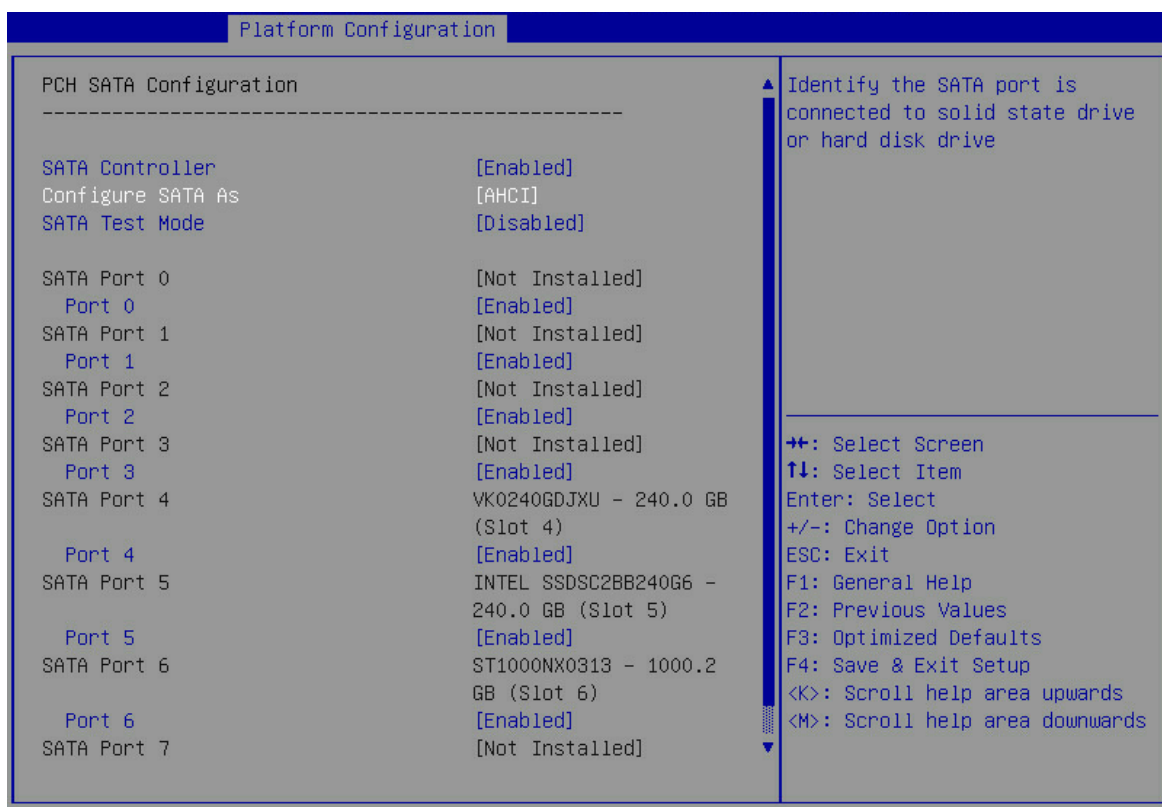 Platform Configuration
PCH SATA Configuration
--------------------------------------------------
SATA Controller [Enabled]
Configure SATA As [AHCI]
SATA Test Mode [Disabled]
SATA Port 0 [Not Installed]
Port 0 [Enabled]
SATA Port 1 [Not Installed]
Port 1 [Enabled]
SATA Port 2 [Not Installed]
Port 2 [Enabled]
SATA Port 3 [Not Installed]
Port 3 [Enabled]
SATA Port 4 VK0240GDJXU - 240.0 GB
(Slot 4)
Port 4 [Enabled]
SATA Port 5 INTEL SSDSC2BB240G6 -
240.0 GB (Slot 5)
Port 5 [Enabled]
SATA Port 6 ST1000NX0313 - 1000.2
GB (Slot 6)
Port 6 [Enabled]
SATA Port 7 [Not Installed]
Identify the SATA port is
connected to solid state drive
or hard disk drive
→←: Select Screen
↑↓: Select Item
Enter: Select
+/-: Change Option
ESC: Exit
F1: General Help
F2: Previous Values
F3: Optimized Defaults
F4: Save & Exit Setup
<K>: Scroll help area upwards
<M>: Scroll help area downwards